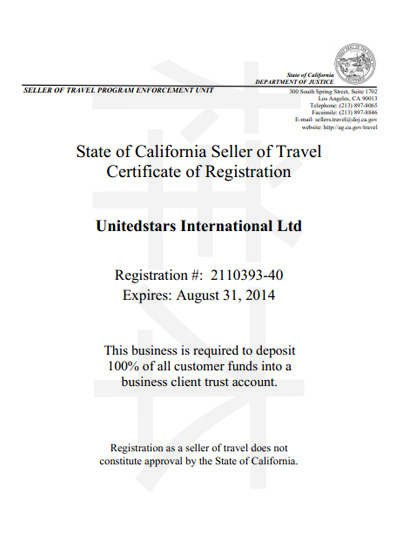 State of California
DEPARTMENT OF JUSTICE
SELLER OF TRAVEL PROGRAM ENFORCEMENT UNIT
300 South Spring Street, Suite 1702
Los Angeles, CA 90013
Telephone: (213) 897-8065
Facsimile: (213) 897-8846
E-mail: sellers.travel@doj.ca.gov
website: http://ag.ca.gov/travel
State of California Seller of Travel
Certificate of Registration
Unitedstars International Ltd
Registration #: 2110393-40
Expires: August 31, 2014
This business is required to deposit
100% of all customer funds into a
business client trust account.
Registration as a seller of travel does not
constitute approval by the State of California.